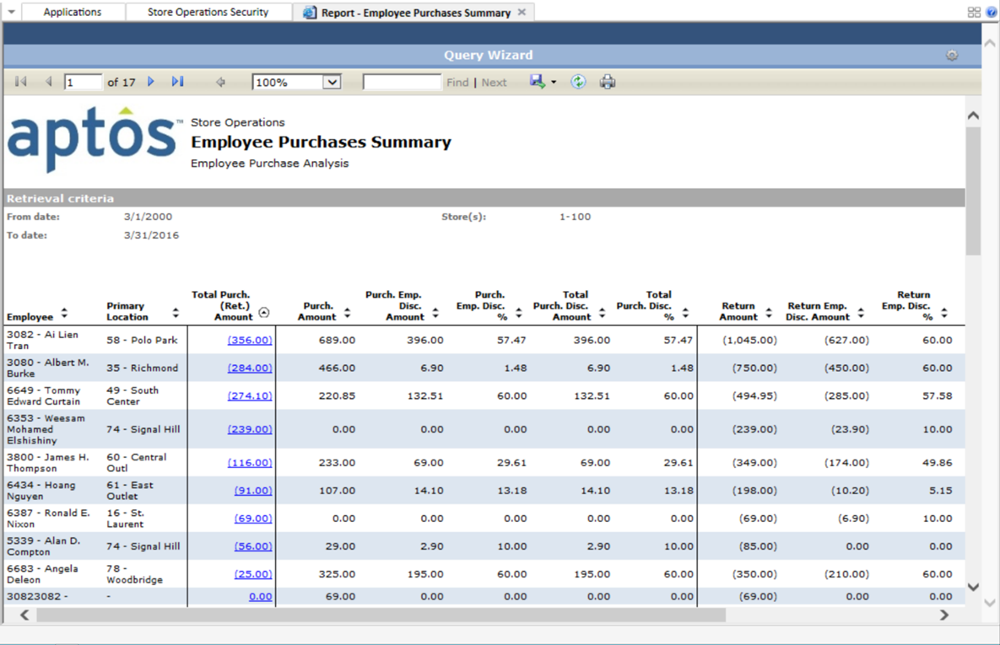 Applications Store Operations Security Report - Employee Purchases Summary
Query Wizard
1 of 17 100% Find | Next
aptos™
Store Operations
Employee Purchases Summary
Employee Purchase Analysis
Retrieval criteria
From date: 3/1/2000 Store(s): 1-100
To date: 3/31/2016
Employee Primary Location Total Purch. (Ret.) Amount Purch. Amount Purch. Emp. Disc. Amount Purch. Emp. Disc. % Total Purch. Disc. Amount Total Purch. Disc. % Return Amount Return Emp. Disc. Amount Return Emp. Disc. %
3082 - Ai Lien Tran 58 - Polo Park (356.00) 689.00 396.00 57.47 396.00 57.47 (1,045.00) (627.00) 60.00
3080 - Albert M. Burke 35 - Richmond (284.00) 466.00 6.90 1.48 6.90 1.48 (750.00) (450.00) 60.00
6649 - Tommy Edward Curtain 49 - South Center (274.10) 220.85 132.51 60.00 132.51 60.00 (494.95) (285.00) 57.58
6353 - Weesam Mohamed Elshishiny 74 - Signal Hill (239.00) 0.00 0.00 0.00 0.00 0.00 (239.00) (23.90) 10.00
3800 - James H. Thompson 60 - Central Outl (116.00) 233.00 69.00 29.61 69.00 29.61 (349.00) (174.00) 49.86
6434 - Hoang Nguyen 61 - East Outlet (91.00) 107.00 14.10 13.18 14.10 13.18 (198.00) (10.20) 5.15
6387 - Ronald E. Nixon 16 - St. Laurent (69.00) 0.00 0.00 0.00 0.00 0.00 (69.00) (6.90) 10.00
5339 - Alan D. Compton 74 - Signal Hill (56.00) 29.00 2.90 10.00 2.90 10.00 (85.00) 0.00 0.00
6683 - Angela Deleon 78 - Woodbridge (25.00) 325.00 195.00 60.00 195.00 60.00 (350.00) (210.00) 60.00
30823082 - - 0.00 69.00 0.00 0.00 0.00 0.00 (69.00) 0.00 0.00